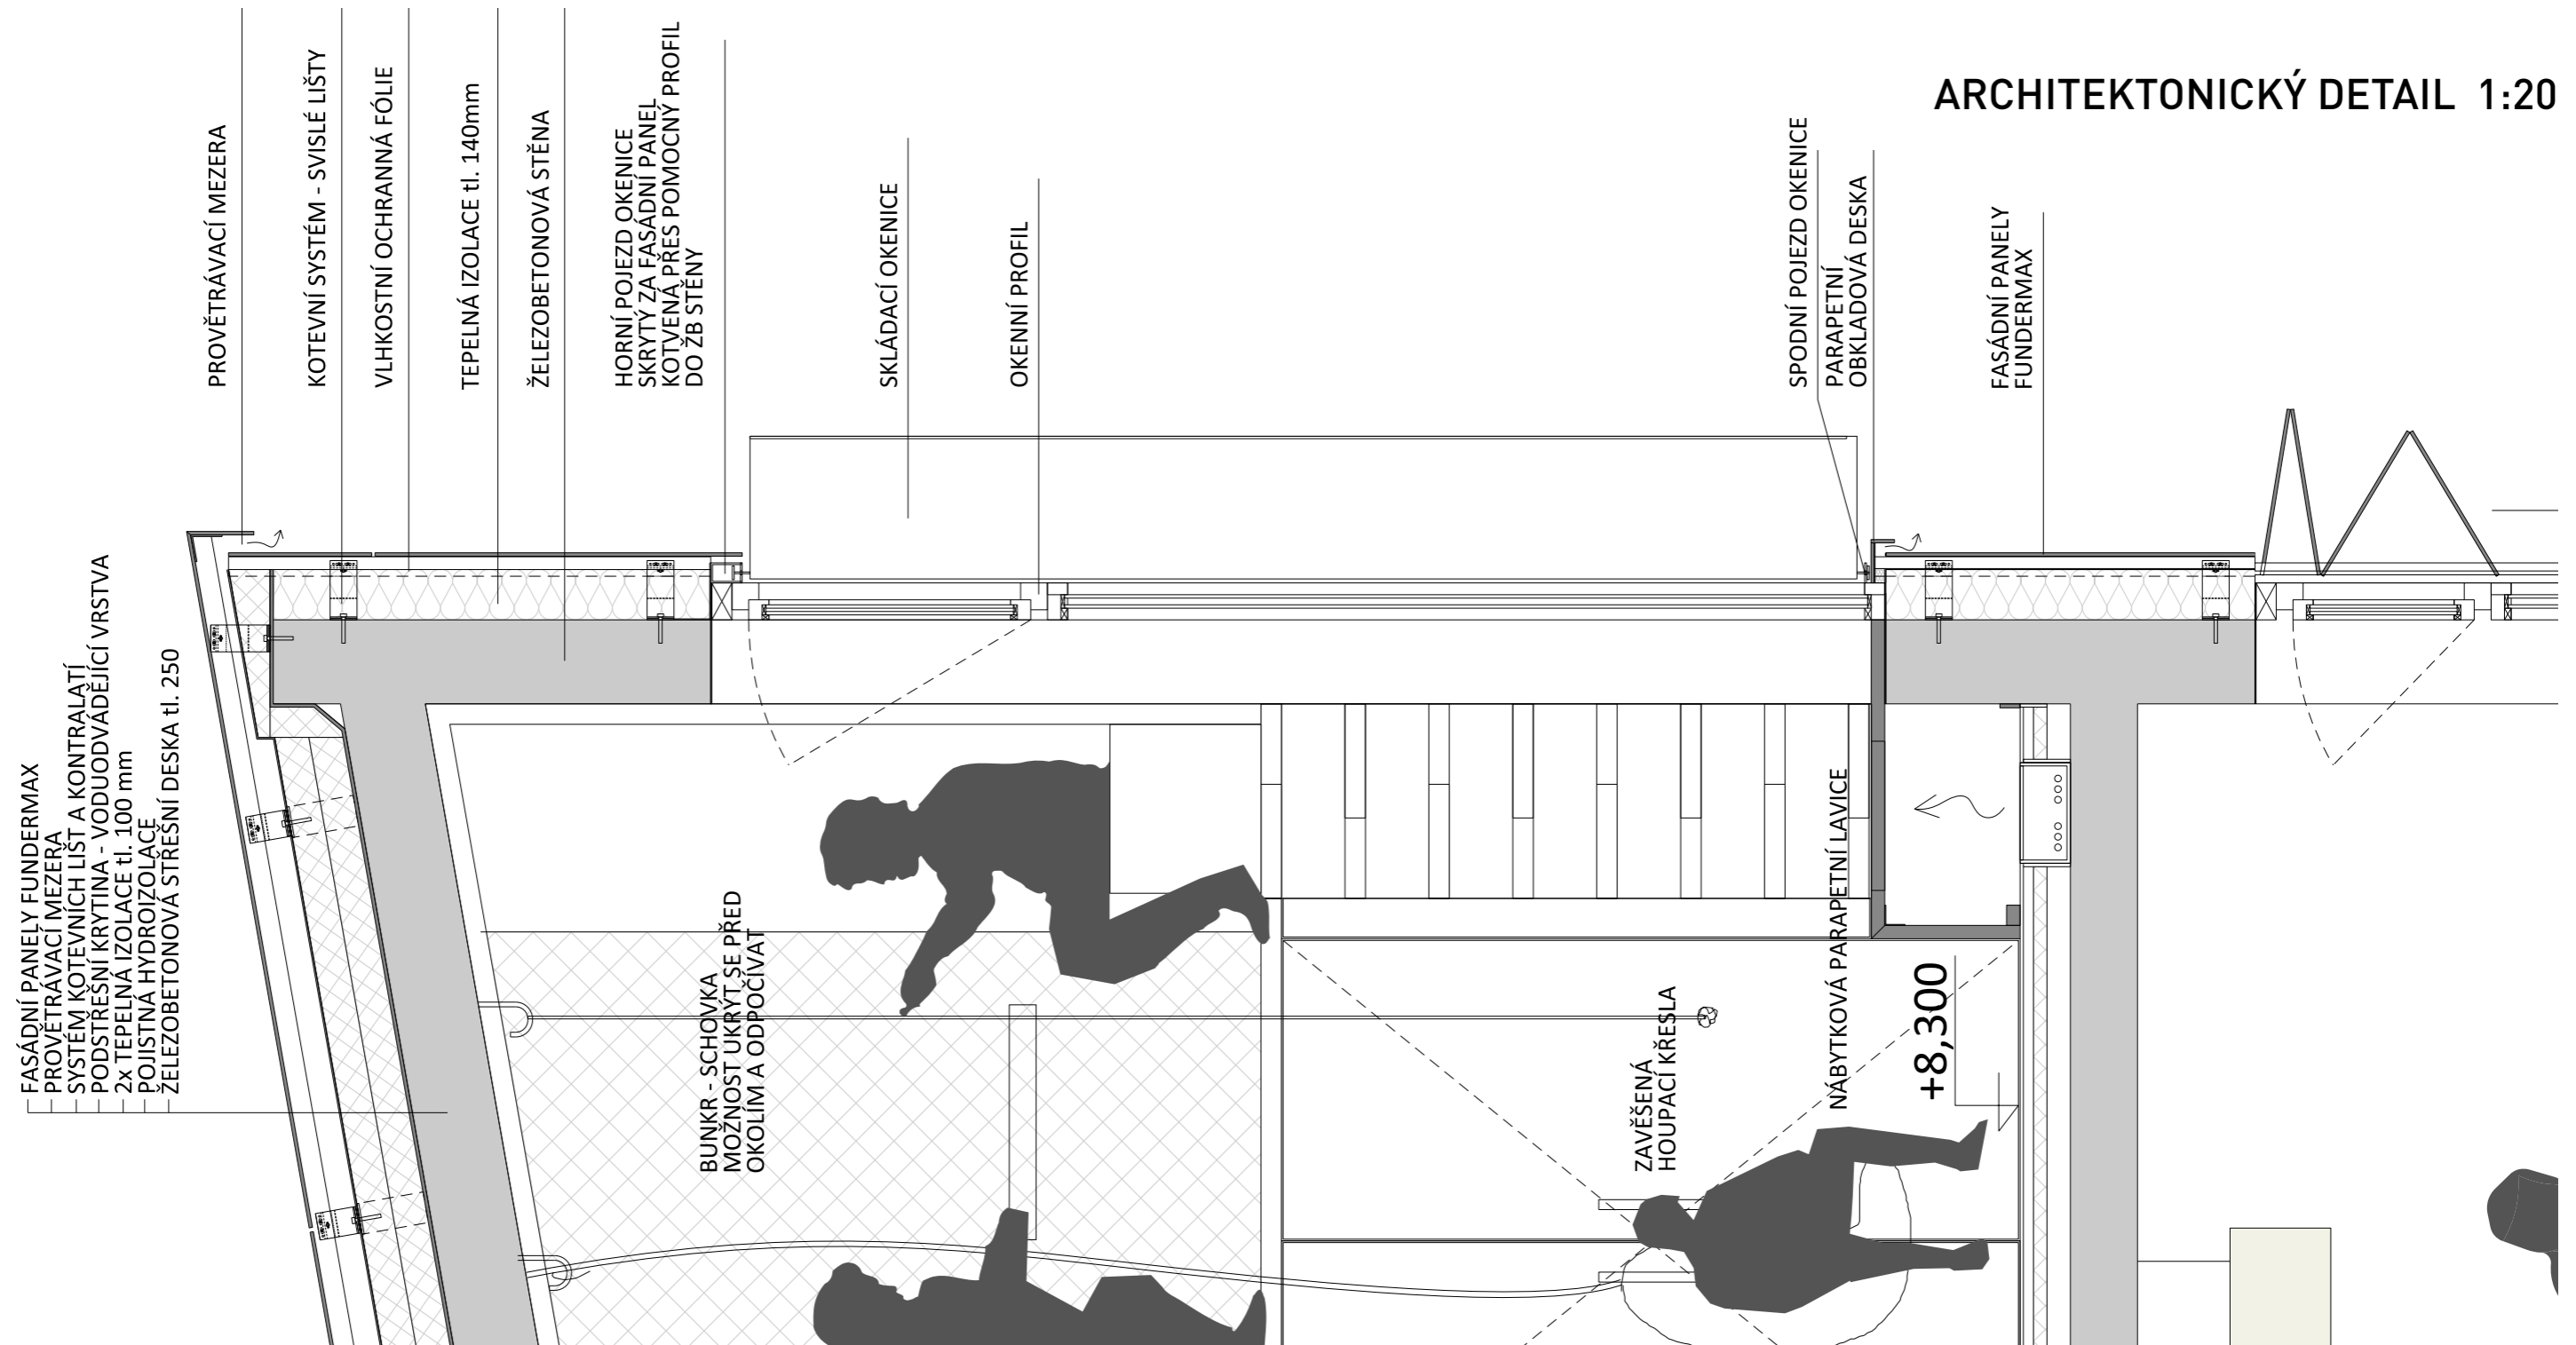 ARCHITEKTONICKÝ DETAIL 1:20
PROVĚTRÁVACÍ MEZERA
KOTEVNÍ SYSTÉM - SVISLÉ LIŠTY
VLHKOSTNÍ OCHRANNÁ FÓLIE
TEPELNÁ IZOLACE tl. 140mm
ŽELEZOBETONOVÁ STĚNA
HORNÍ POJEZD OKENICE
SKRYTÝ ZA FASÁDNÍ PANEL
KOTVENÁ PŘES POMOCNÝ PROFIL
DO ŽB STĚNY
SKLÁDACÍ OKENICE
OKENNÍ PROFIL
SPODNÍ POJEZD OKENICE
PARAPETNÍ
OBKLADOVÁ DESKA
FASÁDNÍ PANELY
FUNDERMAX
FASÁDNÍ PANELY FUNDERMAX
PROVĚTRÁVACÍ MEZERA
SYSTÉM KOTEVNÍCH LIŠT A KONTRALATÍ
PODSTŘEŠNÍ KRYTINA - VODUODVÁDĚJÍCÍ VRSTVA
2x TEPELNÁ IZOLACE tl. 100 mm
POJISTNÁ HYDROIZOLACE
ŽELEZOBETONOVÁ STŘEŠNÍ DESKA tl. 250
BUNKR - SCHOVKA
MOŽNOST UKRÝT SE PŘED
OKOLÍM A ODPOČÍVAT
ZAVĚŠENÁ
HOUPACÍ KŘESLA
NÁBYTKOVÁ PARAPETNÍ LAVICE
+8,300